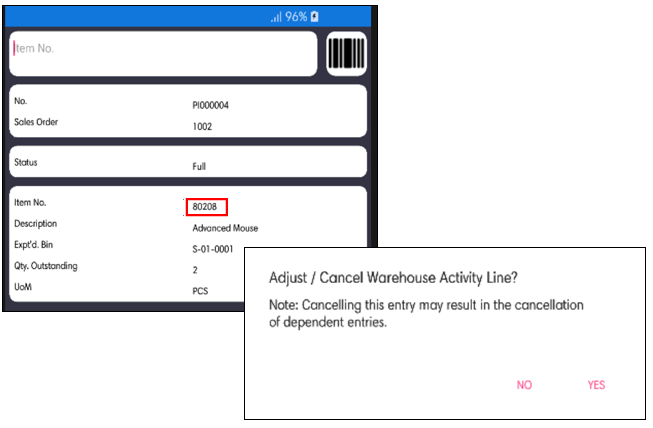 96%
Item No.
No. PI000004
Sales Order 1002
Status Full
Item No. 80208
Description Advanced Mouse
Expt'd. Bin S-01-0001
Qty. Outstanding 2
UoM PCS
Adjust / Cancel Warehouse Activity Line?
Note: Cancelling this entry may result in the cancellation
of dependent entries.
NO YES